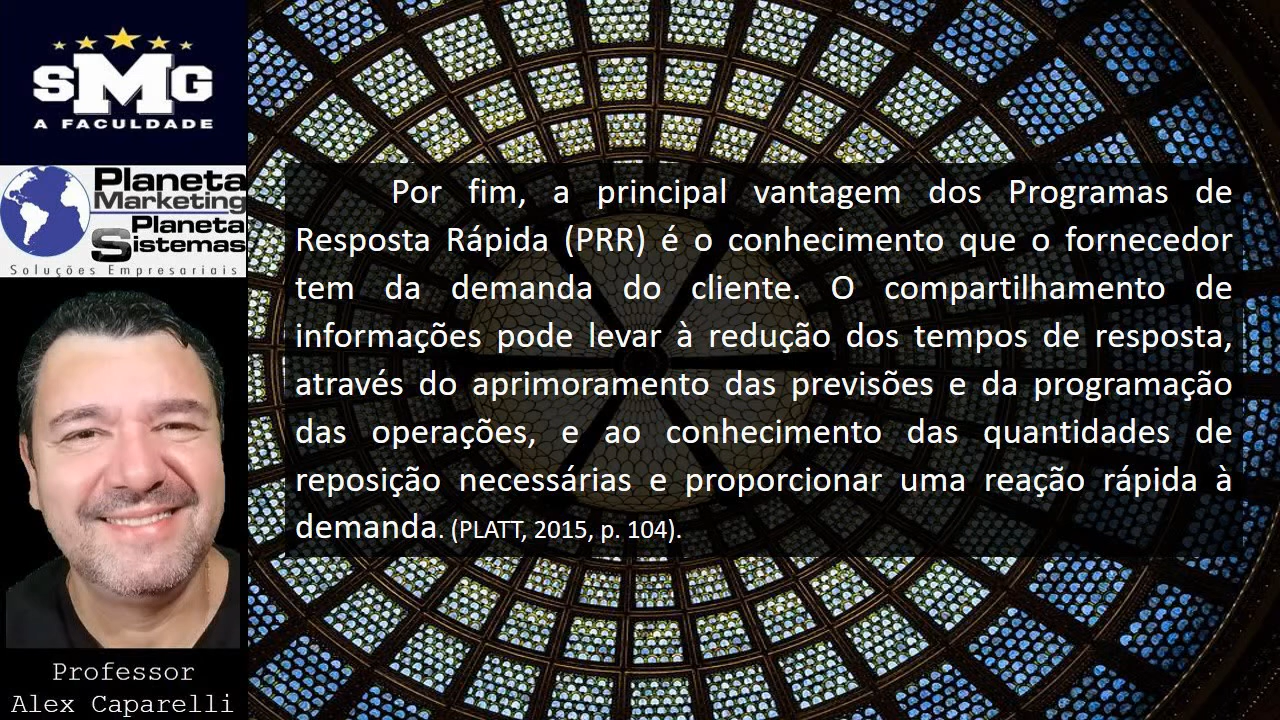 SMG
A FACULDADE
Planeta
Marketing
Planeta
Sistemas
Soluções Empresariais
Professor
Alex Caparelli
Por fim, a principal vantagem dos Programas de
Resposta Rápida (PRR) é o conhecimento que o fornecedor
tem da demanda do cliente. O compartilhamento de
informações pode levar à redução dos tempos de resposta,
através do aprimoramento das previsões e da programação
das operações, e ao conhecimento das quantidades de
reposição necessárias e proporcionar uma reação rápida à
demanda. (PLATT, 2015, p. 104).